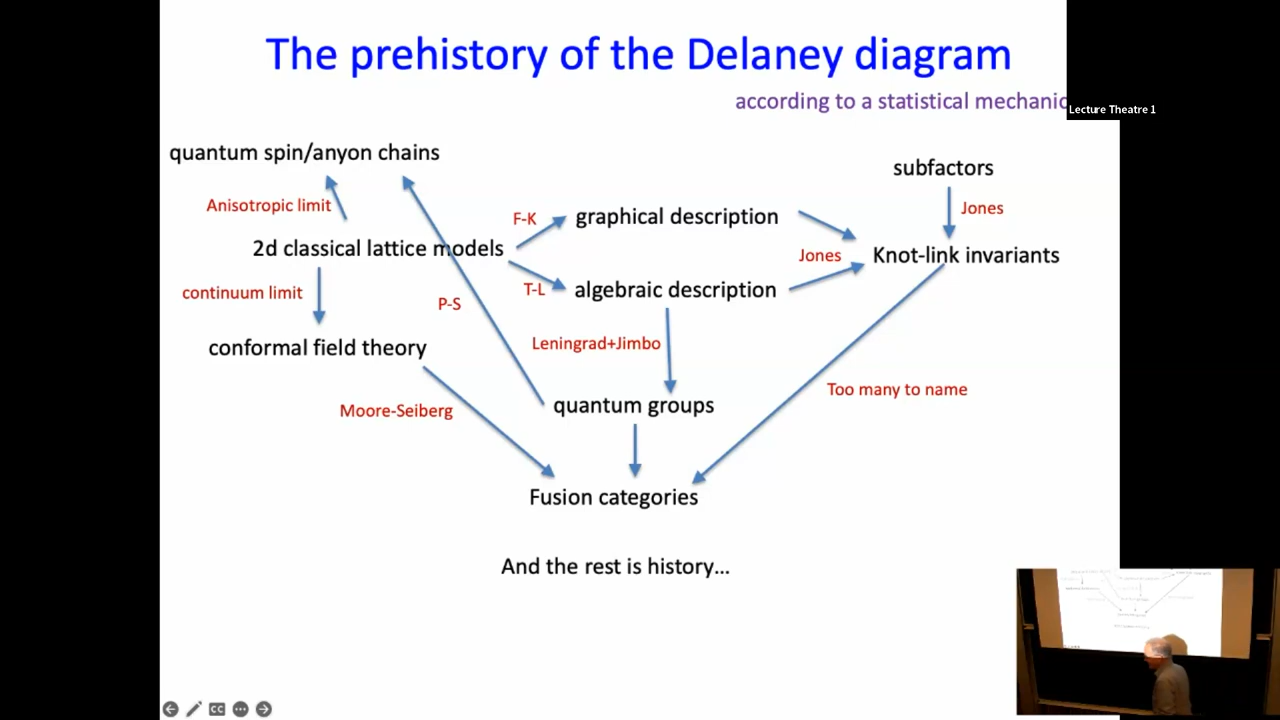 The prehistory of the Delaney diagram
according to a statistical mechanic
Lecture Theatre 1
quantum spin/anyon chains
subfactors
Anisotropic limit
Jones
F-K
graphical description
2d classical lattice models
Jones
Knot-link invariants
continuum limit
T-L
algebraic description
P-S
Leningrad+Jimbo
conformal field theory
Too many to name
Moore-Seiberg
quantum groups
Fusion categories
And the rest is history...
CC